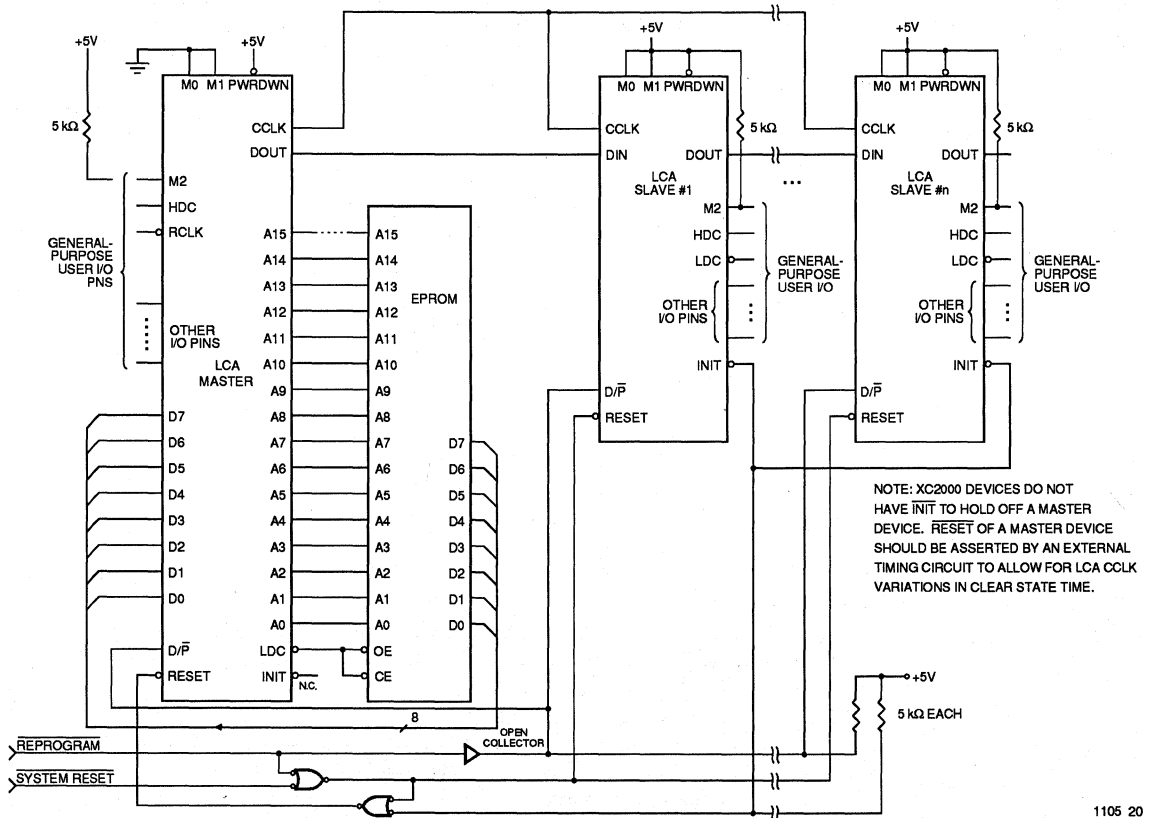 +5V
+5V
+5V
+5V
M0 M1 PWRDWN
M0 M1 PWRDWN
M0 M1 PWRDWN
5 kΩ
5 kΩ
5 kΩ
CCLK
DOUT
M2
HDC
RCLK
GENERAL-
PURPOSE
USER I/O
PNS
OTHER
I/O PINS
LCA
MASTER
D7
D6
D5
D4
D3
D2
D1
D0
D/P̅
RESET
A15
A14
A13
A12
A11
A10
A9
A8
A7
A6
A5
A4
A3
A2
A1
A0
LDC
INIT
N.C.
A15
A14
A13
A12
A11
A10
A9
A8
A7
A6
A5
A4
A3
A2
A1
A0
OE
CE
EPROM
D7
D6
D5
D4
D3
D2
D1
D0
8
CCLK
DIN
DOUT
LCA
SLAVE #1
M2
HDC
LDC
OTHER
I/O PINS
GENERAL-
PURPOSE
USER I/O
INIT
D/P̅
RESET
...
CCLK
DIN
DOUT
LCA
SLAVE #n
M2
HDC
LDC
OTHER
I/O PINS
GENERAL-
PURPOSE
USER I/O
INIT
D/P̅
RESET
NOTE: XC2000 DEVICES DO NOT
HAVE I̅N̅I̅T̅ TO HOLD OFF A MASTER
DEVICE. R̅E̅S̅E̅T̅ OF A MASTER DEVICE
SHOULD BE ASSERTED BY AN EXTERNAL
TIMING CIRCUIT TO ALLOW FOR LCA CCLK
VARIATIONS IN CLEAR STATE TIME.
+5V
5 kΩ EACH
R̅E̅P̅R̅O̅G̅R̅A̅M̅
OPEN
COLLECTOR
S̅Y̅S̅T̅E̅M̅ R̅E̅S̅E̅T̅
1105 20